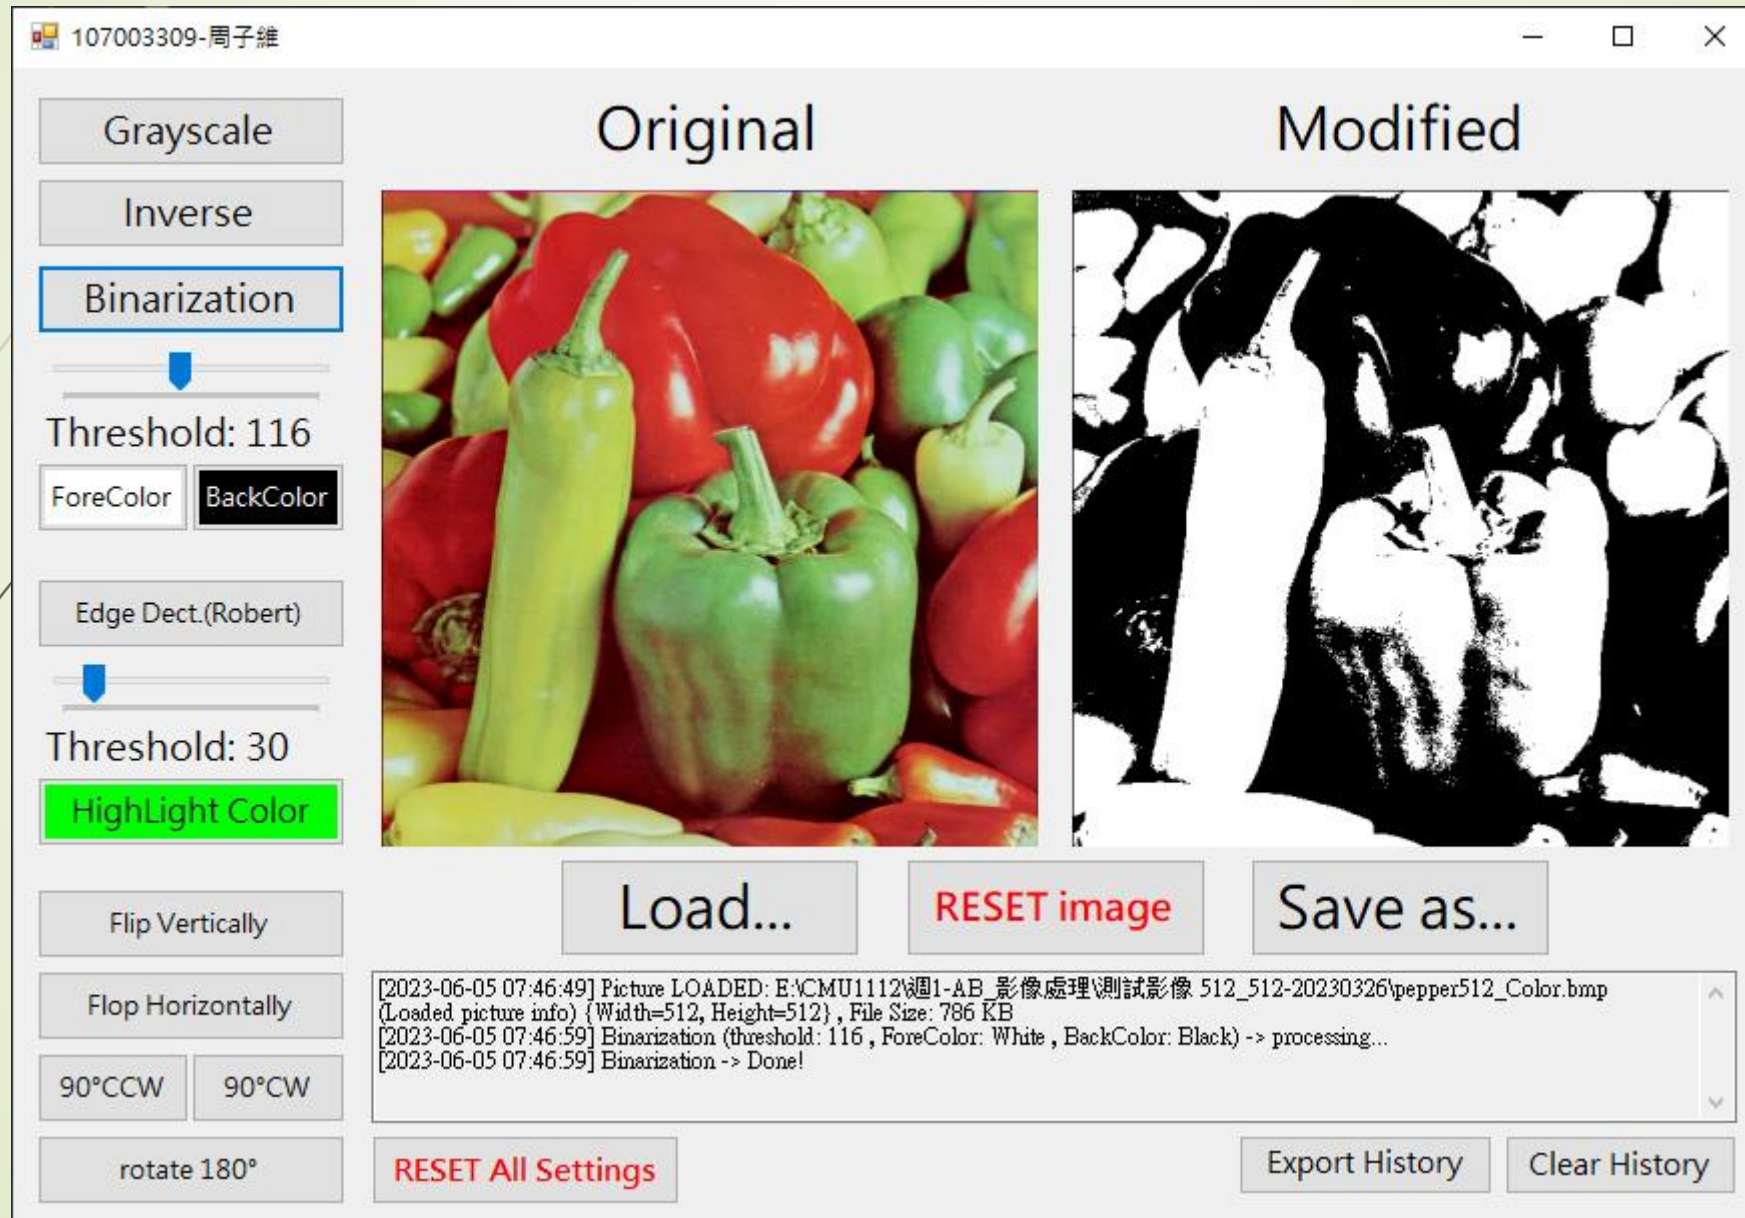 107003309-周子維
Grayscale
Inverse
Binarization
Threshold: 116
ForeColor
BackColor
Edge Dect.(Robert)
Threshold: 30
HighLight Color
Flip Vertically
Flop Horizontally
90°CCW
90°CW
rotate 180°
Original
Modified
Load...
RESET image
Save as...
[2023-06-05 07:46:49] Picture LOADED: E:\CMU1112\週1-AB_影像處理\測試影像 512_512-20230326\pepper512_Color.bmp
(Loaded picture info) {Width=512, Height=512} , File Size: 786 KB
[2023-06-05 07:46:59] Binarization (threshold: 116 , ForeColor: White , BackColor: Black) -> processing...
[2023-06-05 07:46:59] Binarization -> Done!
RESET All Settings
Export History
Clear History